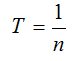 T = 1/n